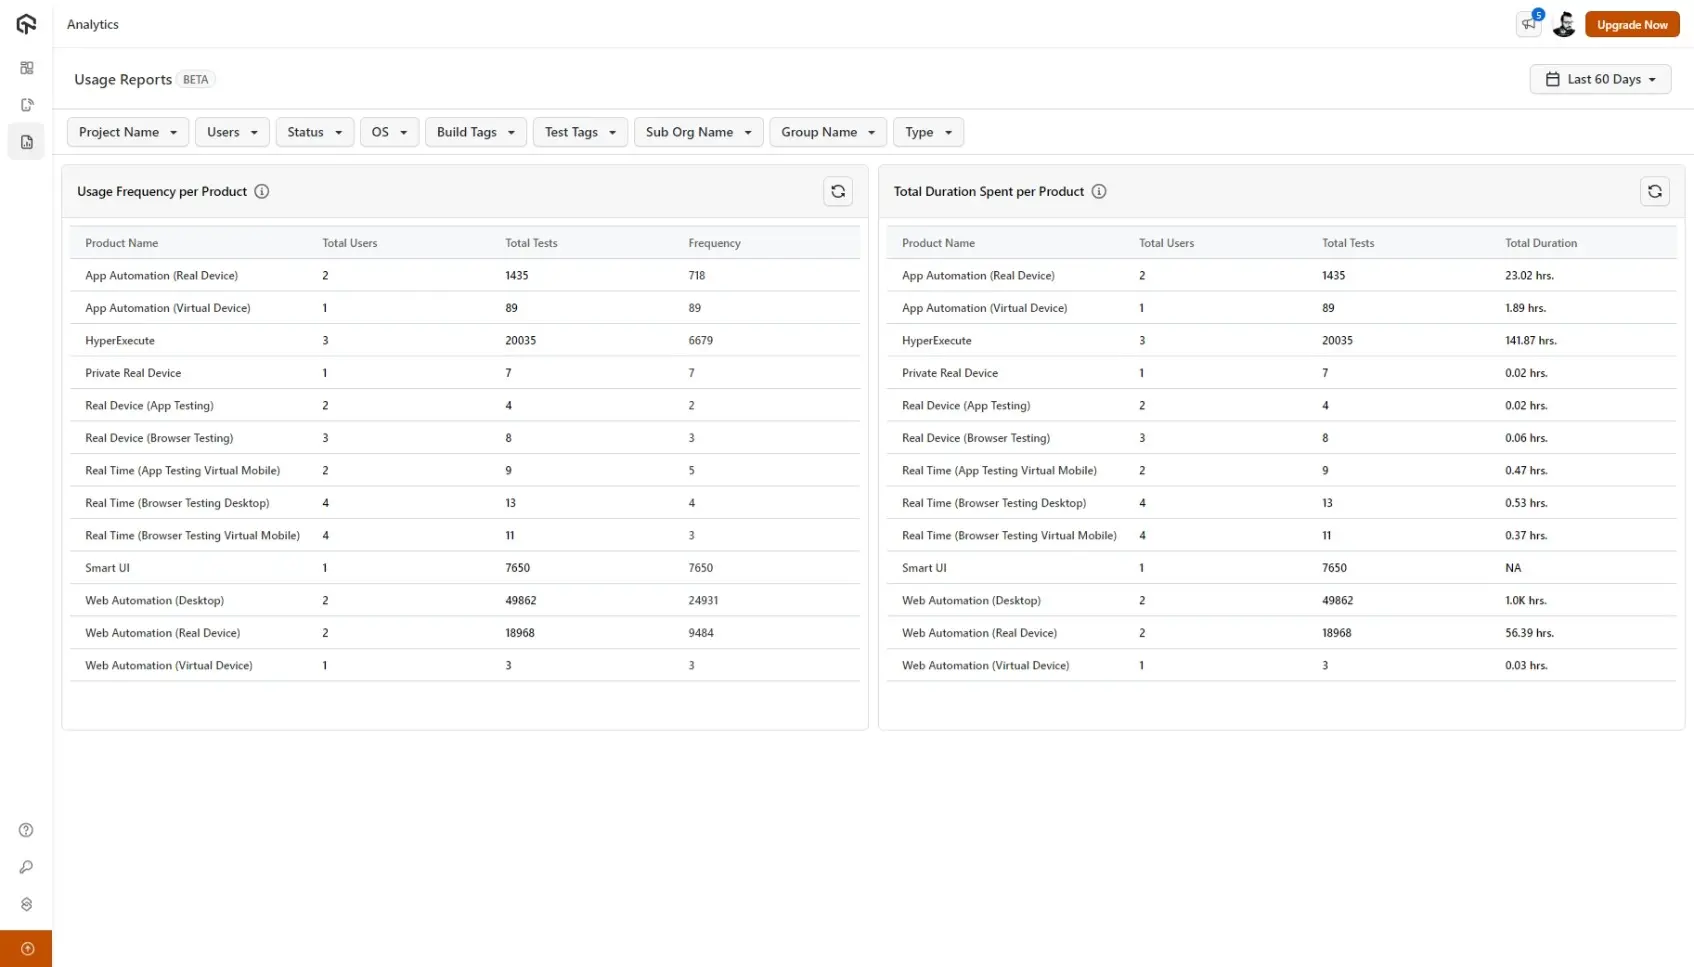 Analytics
5
Upgrade Now
Usage Reports BETA
Last 60 Days
Project Name Users Status OS Build Tags Test Tags Sub Org Name Group Name Type
Usage Frequency per Product
Product Name Total Users Total Tests Frequency
App Automation (Real Device) 2 1435 718
App Automation (Virtual Device) 1 89 89
HyperExecute 3 20035 6679
Private Real Device 1 7 7
Real Device (App Testing) 2 4 2
Real Device (Browser Testing) 3 8 3
Real Time (App Testing Virtual Mobile) 2 9 5
Real Time (Browser Testing Desktop) 4 13 4
Real Time (Browser Testing Virtual Mobile) 4 11 3
Smart UI 1 7650 7650
Web Automation (Desktop) 2 49862 24931
Web Automation (Real Device) 2 18968 9484
Web Automation (Virtual Device) 1 3 3
Total Duration Spent per Product
Product Name Total Users Total Tests Total Duration
App Automation (Real Device) 2 1435 23.02 hrs.
App Automation (Virtual Device) 1 89 1.89 hrs.
HyperExecute 3 20035 141.87 hrs.
Private Real Device 1 7 0.02 hrs.
Real Device (App Testing) 2 4 0.02 hrs.
Real Device (Browser Testing) 3 8 0.06 hrs.
Real Time (App Testing Virtual Mobile) 2 9 0.47 hrs.
Real Time (Browser Testing Desktop) 4 13 0.53 hrs.
Real Time (Browser Testing Virtual Mobile) 4 11 0.37 hrs.
Smart UI 1 7650 NA
Web Automation (Desktop) 2 49862 1.0K hrs.
Web Automation (Real Device) 2 18968 56.39 hrs.
Web Automation (Virtual Device) 1 3 0.03 hrs.